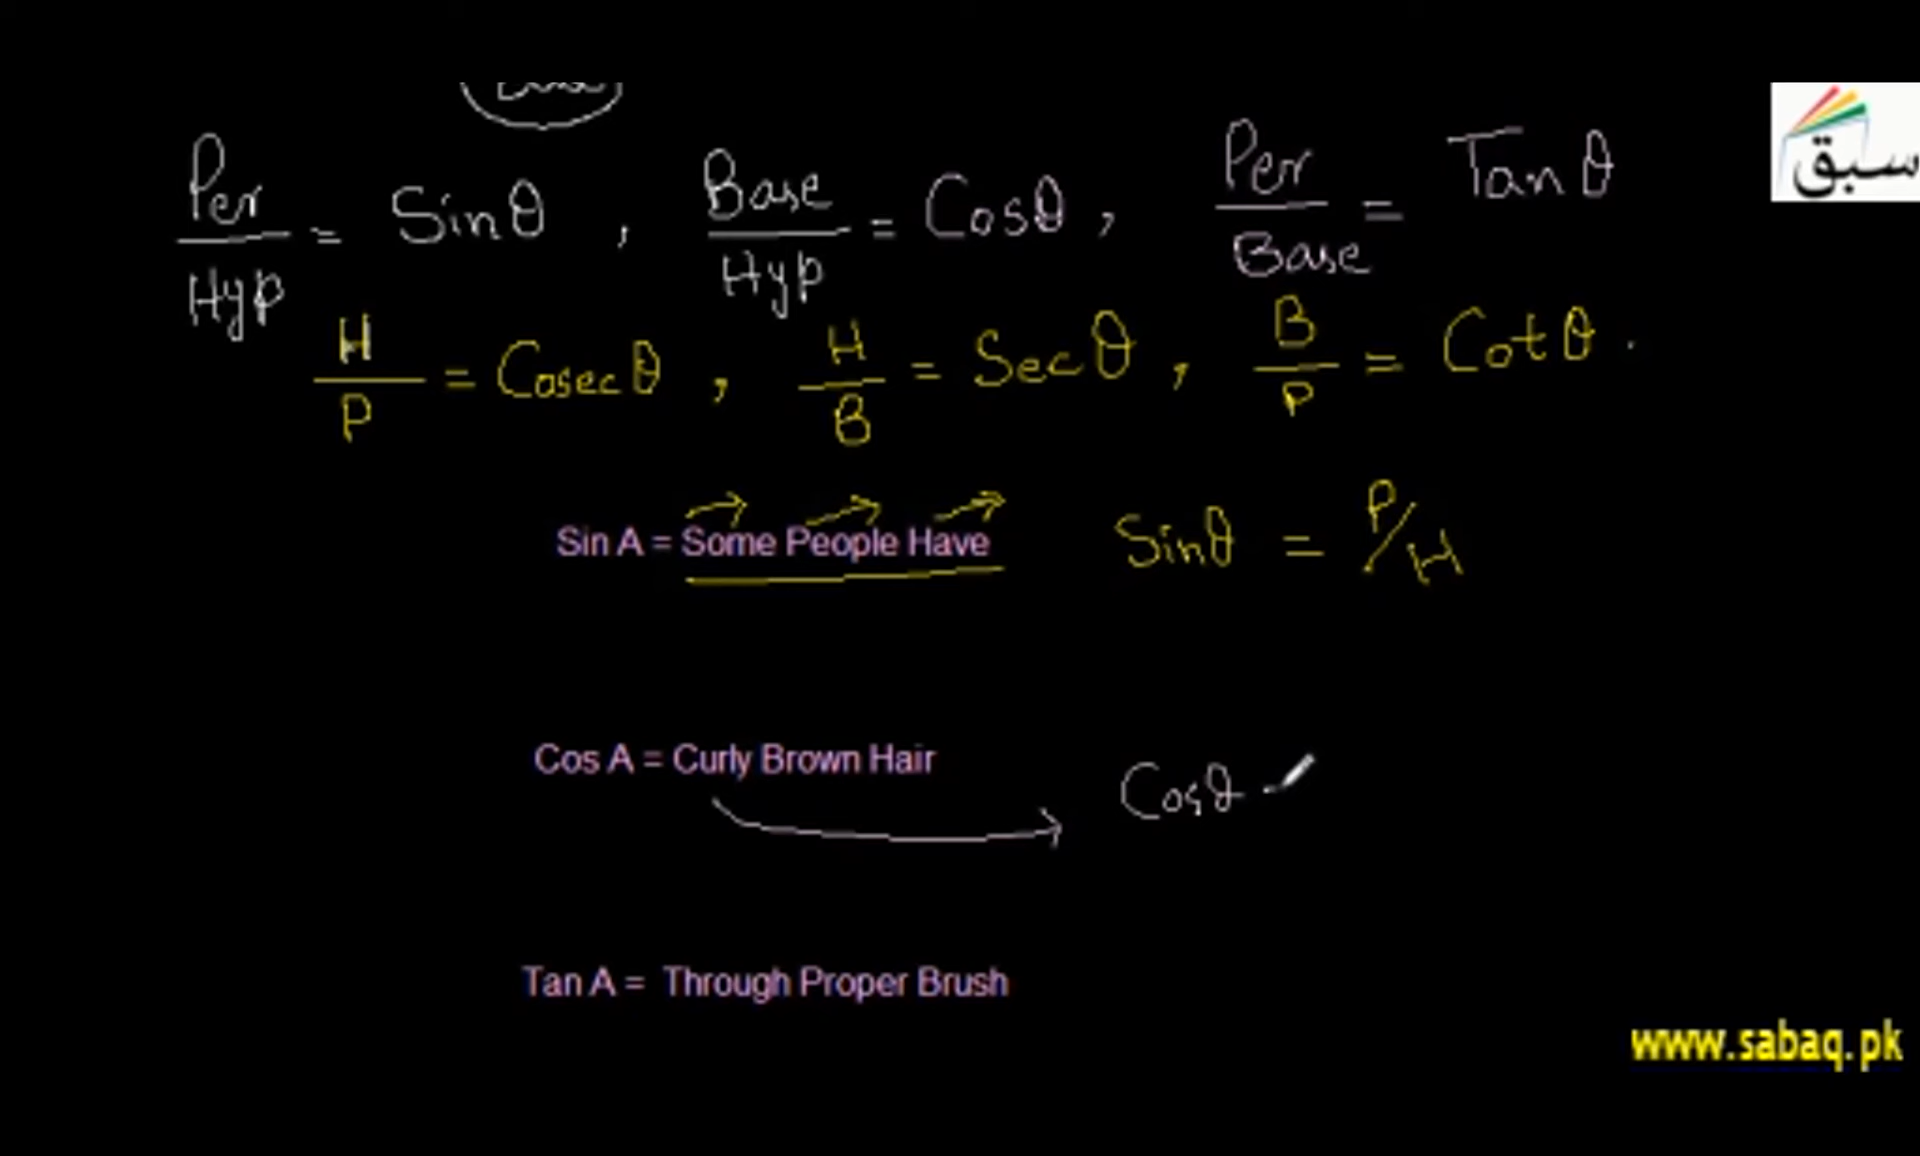 Per/Hyp = Sinθ , Base/Hyp = Cosθ , Per/Base = Tanθ
سبق
H/P = Cosecθ , H/B = Secθ , B/P = Cotθ .
Sin A = Some People Have Sinθ = P/H
Cos A = Curly Brown Hair Cosθ -
Tan A = Through Proper Brush
www.sabaq.pk